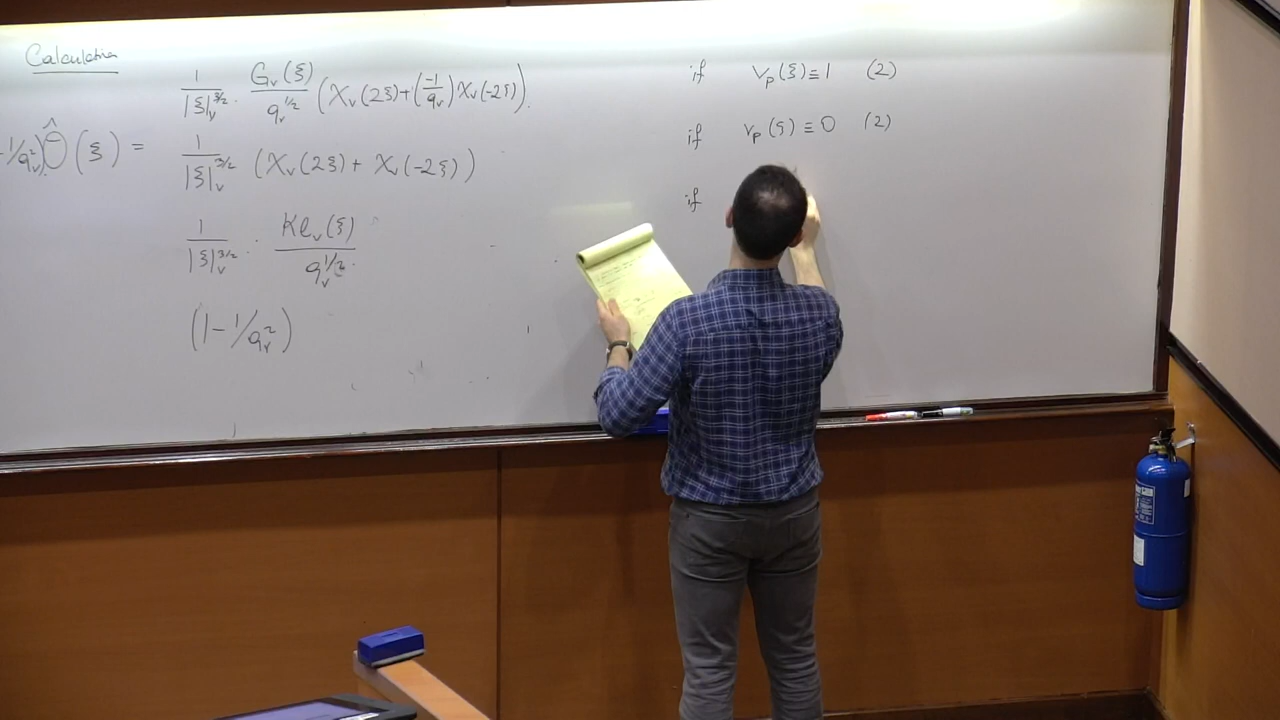 Calculation
1/|ξ|_v^{3/2} · G_v(ξ)/q_v^{1/2} (χ_v(2ξ)+(-1/q_v)χ_v(-2ξ)). if v_p(ξ)≡1 (2)
-1/q_v^2)Θ̂(ξ) = 1/|ξ|_v^{3/2} (χ_v(2ξ)+χ_v(-2ξ)) if v_p(ξ)≡0 (2)
1/|ξ|_v^{3/2} · Kl_v(ξ)/q_v^{1/2} if
(1-1/q_v^2)